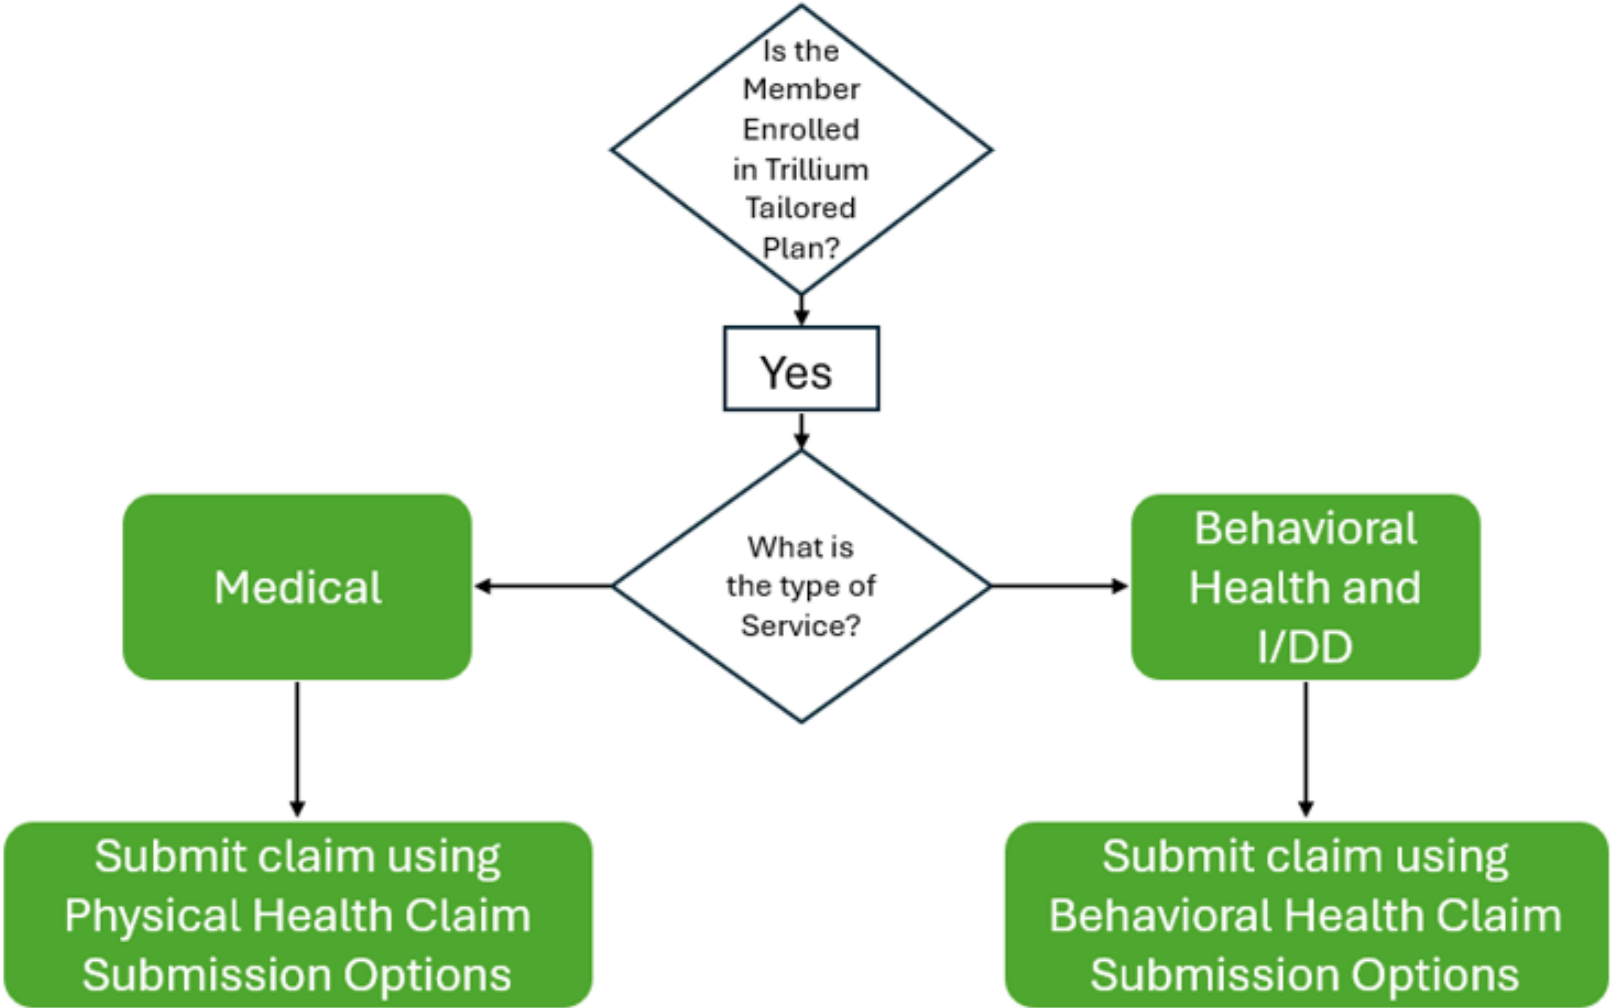 Is the
Member
Enrolled
in Trillium
Tailored
Plan?
Yes
What is
the type of
Service?
Medical
Behavioral
Health and
I/DD
Submit claim using
Physical Health Claim
Submission Options
Submit claim using
Behavioral Health Claim
Submission Options